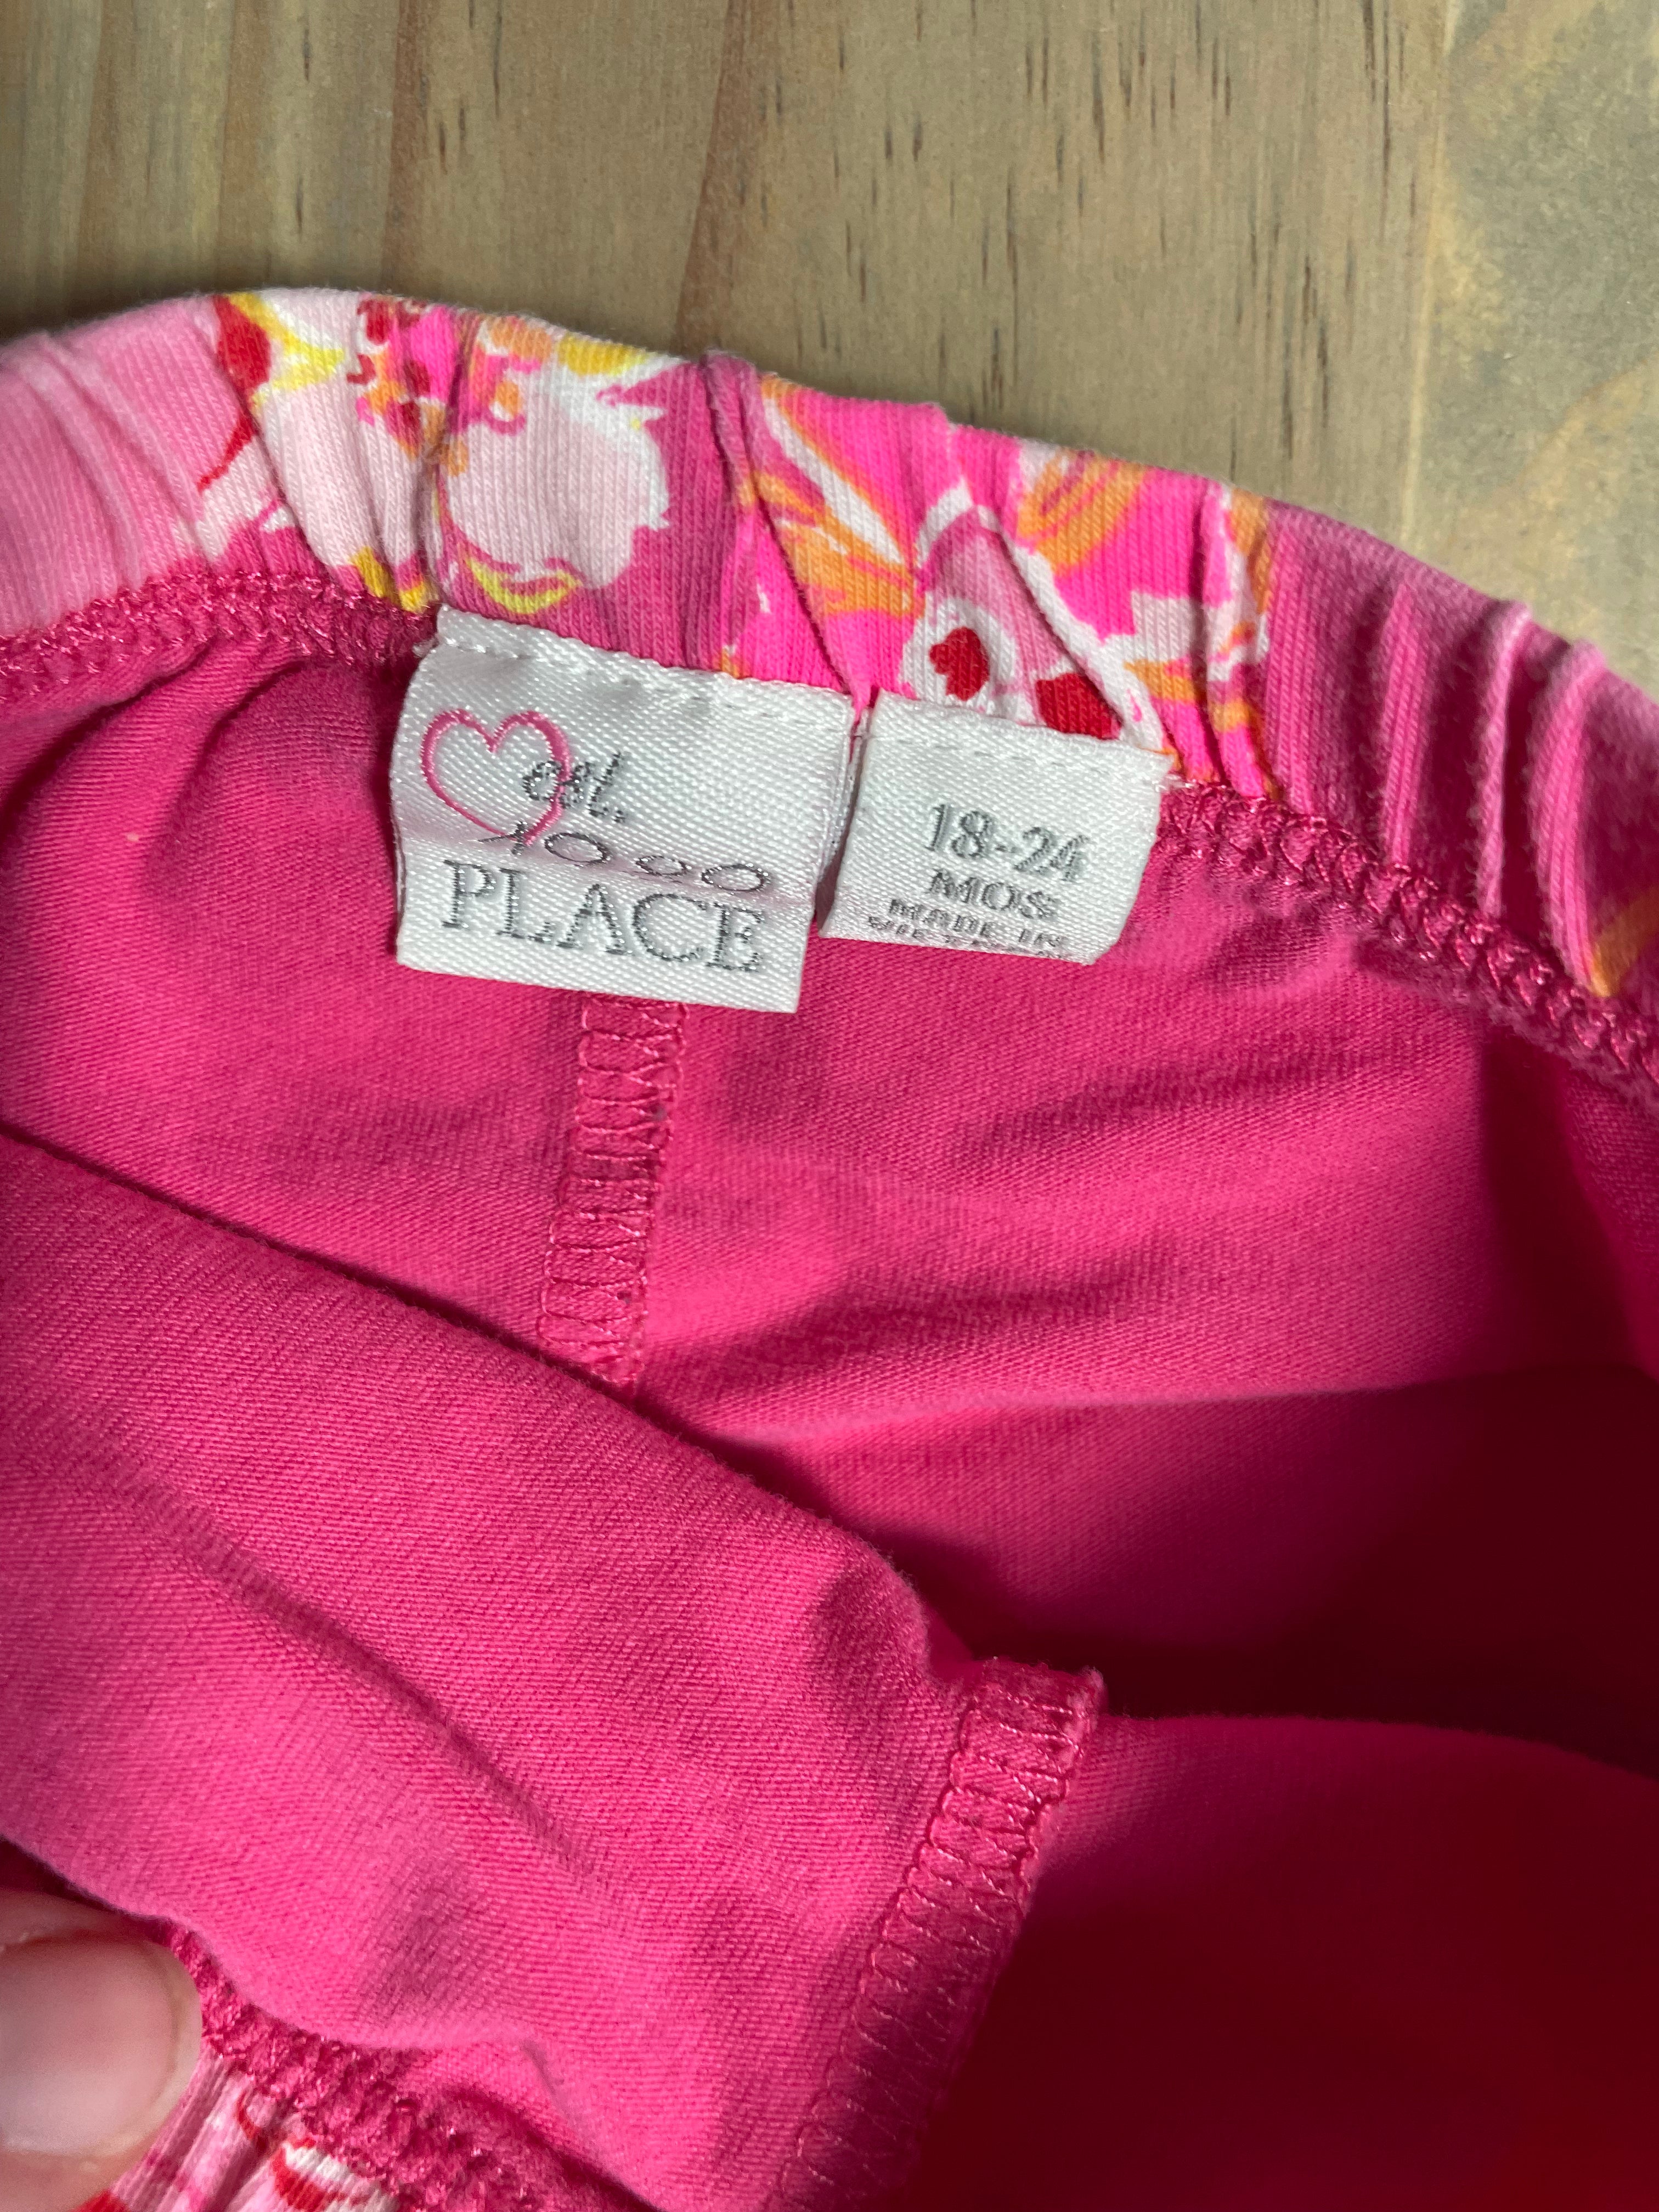 est.
PLACE
18-24
MOS
MADE IN